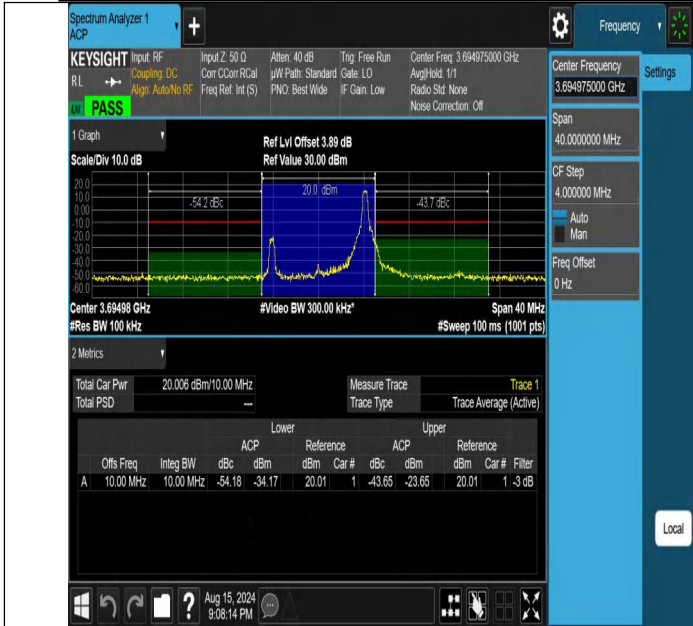 Spectrum Analyzer 1
ACP
Frequency
KEYSIGHT
RL
PASS
Input: RF
Coupling: DC
Align: Auto/No RF
Input Z: 50 Ω
Corr CCorr RCal
Freq Ref: Int (S)
Atten: 40 dB
µW Path: Standard
PNO: Best Wide
Trig: Free Run
Gate: LO
IF Gain: Low
Center Freq: 3.694975000 GHz
Avg|Hold: 1/1
Radio Std: None
Noise Correction: Off
Center Frequency
3.694975000 GHz
Settings
Span
40.0000000 MHz
CF Step
4.000000 MHz
Auto
Man
Freq Offset
0 Hz
Local
1 Graph
Scale/Div 10.0 dB
Ref Lvl Offset 3.89 dB
Ref Value 30.00 dBm
20.0
10.0
0.00
-10.0
-20.0
-30.0
-40.0
-50.0
-60.0
-54.2 dBc
20.0 dBm
-43.7 dBc
Center 3.69498 GHz
#Video BW 300.00 kHz*
Span 40 MHz
#Res BW 100 kHz
#Sweep 100 ms (1001 pts)
2 Metrics
Total Car Pwr 20.006 dBm/10.00 MHz
Total PSD ---
Measure Trace Trace 1
Trace Type Trace Average (Active)
Lower Upper
ACP Reference ACP Reference
Offs Freq Integ BW dBc dBm dBm Car # dBc dBm dBm Car # Filter
A 10.00 MHz 10.00 MHz -54.18 -34.17 20.01 1 -43.65 -23.65 20.01 1 -3 dB
Aug 15, 2024
9:08:14 PM